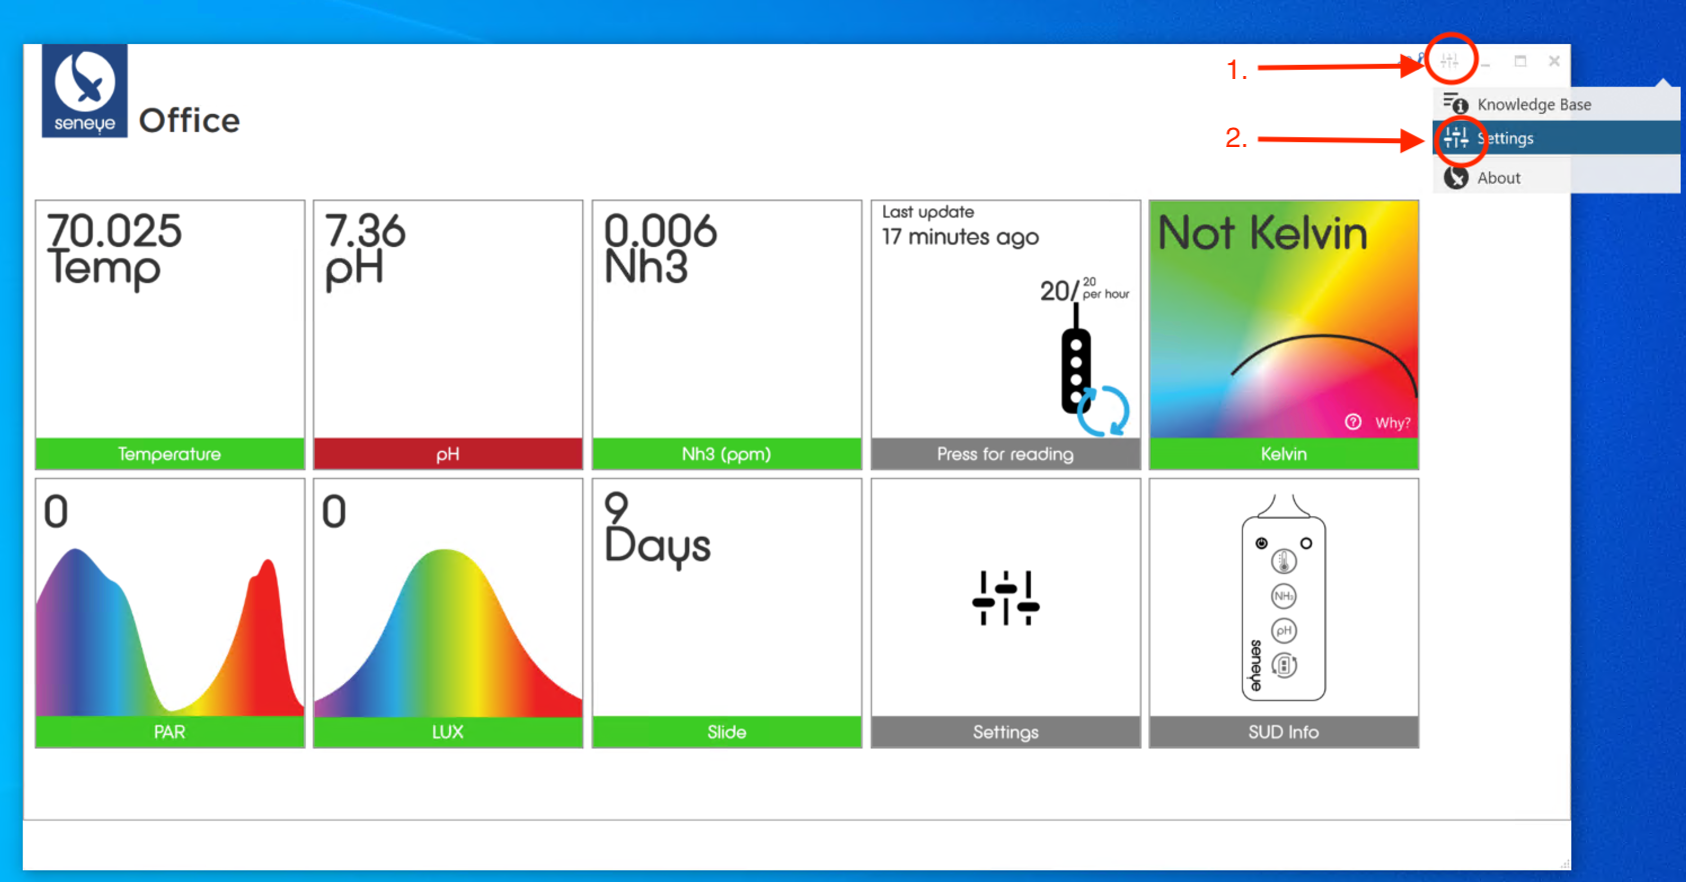 seneye
Office
1.
Knowledge Base
2.
Settings
About
70.025
Temp
Temperature
7.36
pH
pH
0.006
Nh3
Nh3 (ppm)
Last update
17 minutes ago
20/ 20
per hour
Press for reading
Not Kelvin
Why?
Kelvin
0
PAR
0
LUX
9
Days
Slide
Settings
NH₃
pH
seneye
SUD Info